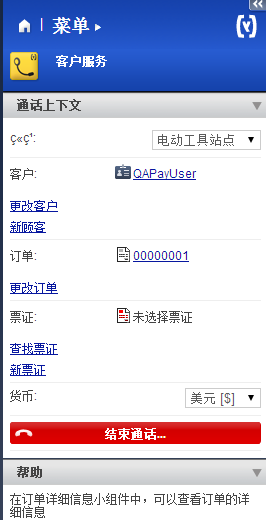 菜单
客户服务
通话上下文
ç«ç¹:
电动工具站点
客户:
QAPayUser
更改客户
新顾客
订单:
00000001
更改订单
票证:
未选择票证
查找票证
新票证
货币:
美元 [$]
结束通话...
帮助
在订单详细信息小组件中，可以查看订单的详
细信息